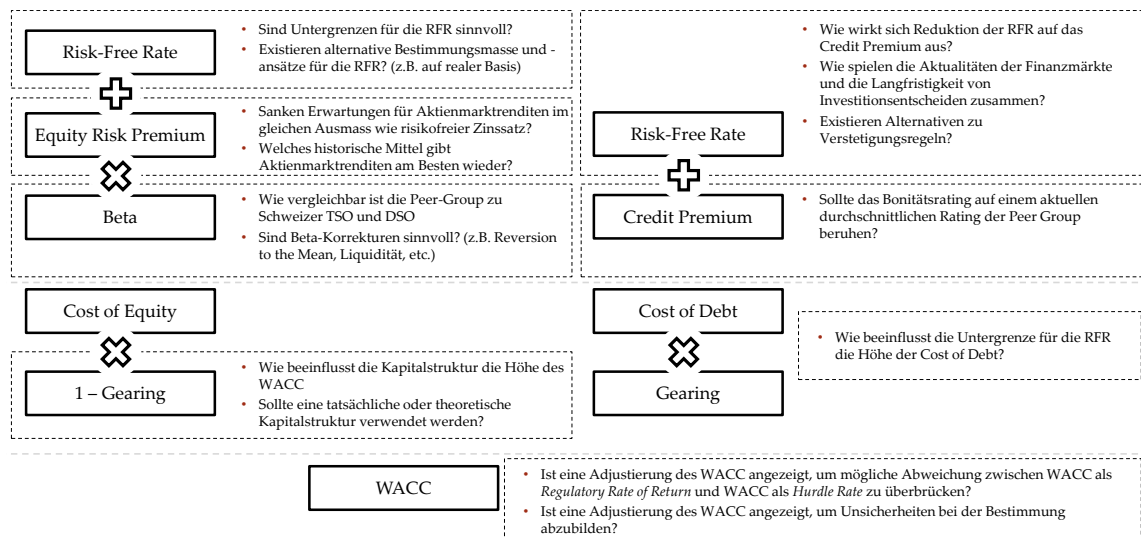 Risk-Free Rate
• Sind Untergrenzen für die RFR sinnvoll?
• Existieren alternative Bestimmungsmasse und -
ansätze für die RFR? (z.B. auf realer Basis)
Equity Risk Premium
• Sanken Erwartungen für Aktienmarktrenditen im
gleichen Ausmass wie risikofreier Zinssatz?
• Welches historische Mittel gibt
Aktienmarktrenditen am Besten wieder?
Beta
• Wie vergleichbar ist die Peer-Group zu
Schweizer TSO und DSO
• Sind Beta-Korrekturen sinnvoll? (z.B. Reversion
to the Mean, Liquidität, etc.)
Risk-Free Rate
• Wie wirkt sich Reduktion der RFR auf das
Credit Premium aus?
• Wie spielen die Aktualitäten der Finanzmärkte
und die Langfristigkeit von
Investitionsentscheiden zusammen?
• Existieren Alternativen zu
Verstetigungsregeln?
Credit Premium
• Sollte das Bonitätsrating auf einem aktuellen
durchschnittlichen Rating der Peer Group
beruhen?
Cost of Equity
1 – Gearing
• Wie beeinflusst die Kapitalstruktur die Höhe des
WACC
• Sollte eine tatsächliche oder theoretische
Kapitalstruktur verwendet werden?
Cost of Debt
Gearing
• Wie beeinflusst die Untergrenze für die RFR
die Höhe der Cost of Debt?
WACC
• Ist eine Adjustierung des WACC angezeigt, um mögliche Abweichung zwischen WACC als
Regulatory Rate of Return und WACC als Hurdle Rate zu überbrücken?
• Ist eine Adjustierung des WACC angezeigt, um Unsicherheiten bei der Bestimmung
abzubilden?